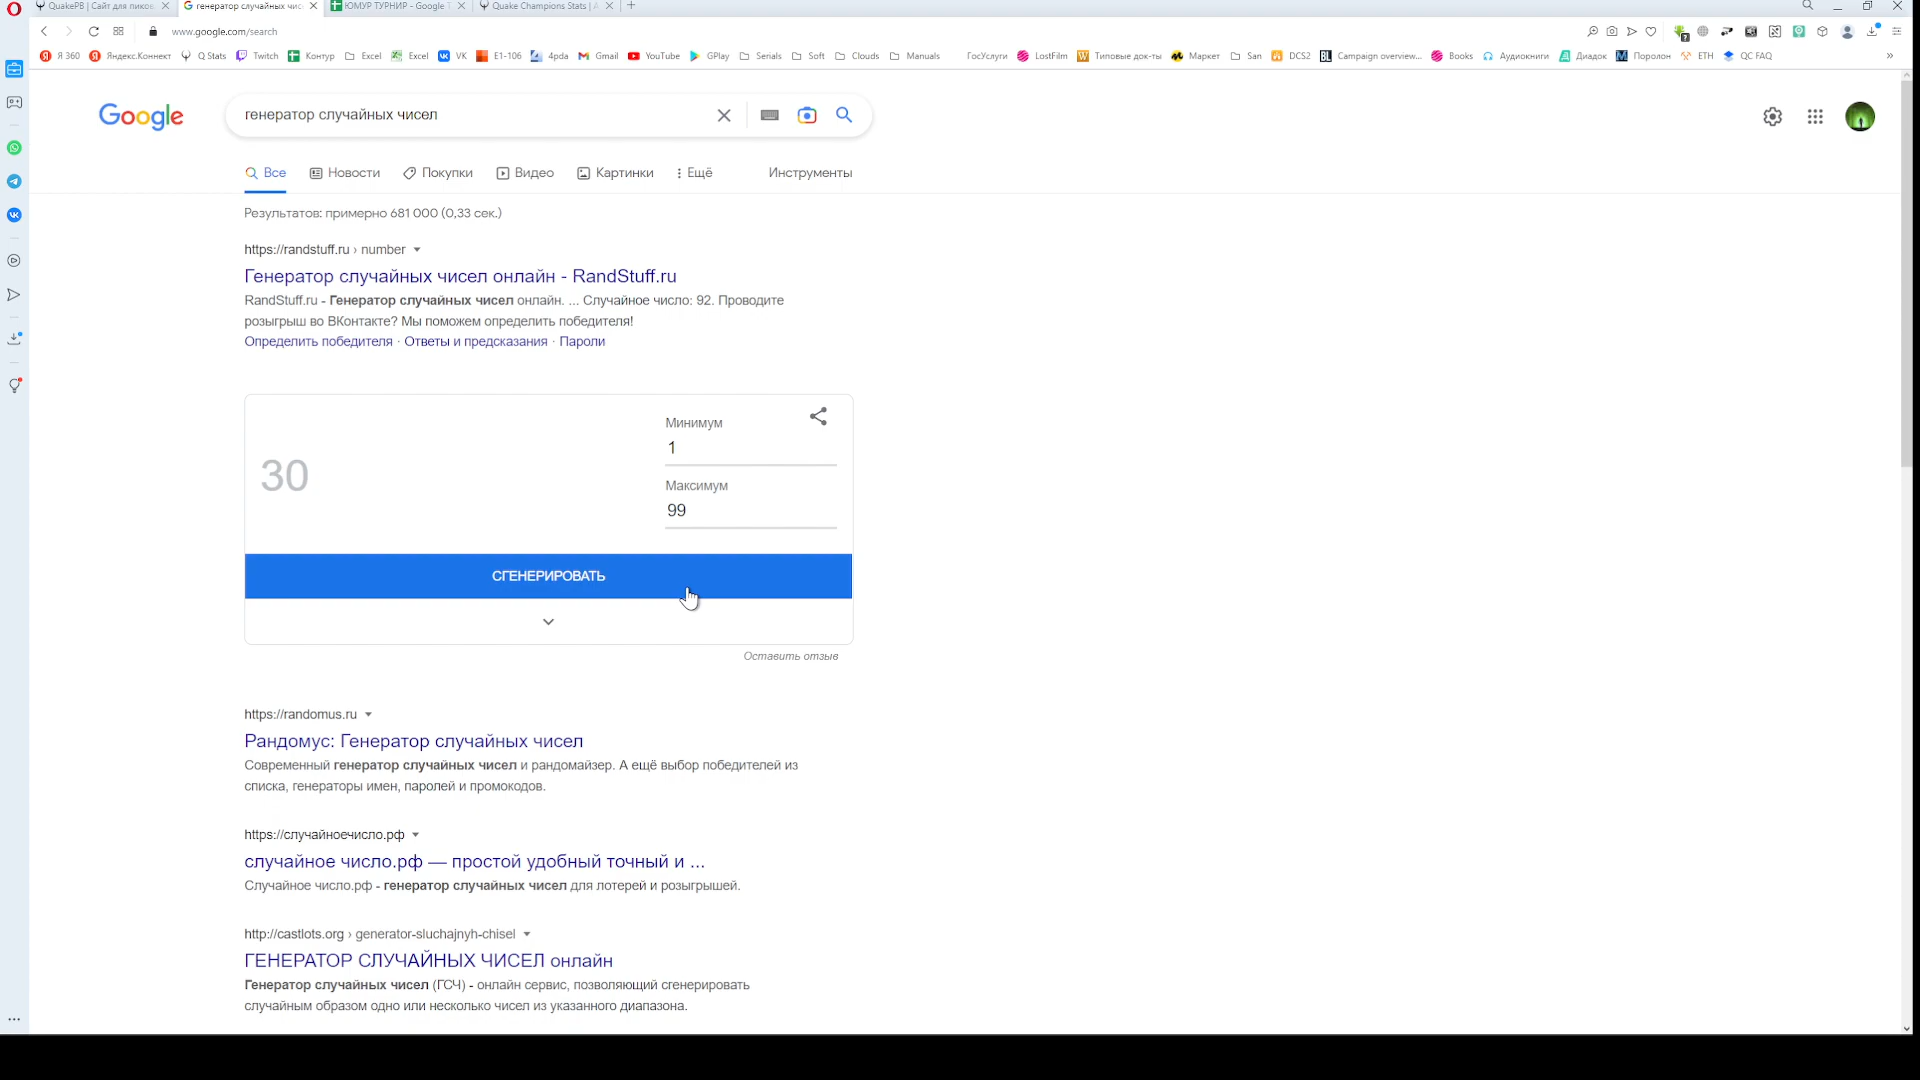 QuakePB | Сайт для пиков
генератор случайных чис
ЮМУР ТУРНИР - Google
Quake Champions Stats | A
www.google.com/search
Я 360
Яндекс.Коннект
Q Stats
Twitch
Контур
Excel
Excel
VK
E1-106
4pda
Gmail
YouTube
GPlay
Serials
Soft
Clouds
Manuals
ГосУслуги
LostFilm
Типовые док-ты
Маркет
San
DCS2
Campaign overview...
Books
Аудиокниги
Диадок
Поролон
ETH
QC FAQ
Google
генератор случайных чисел
Все
Новости
Покупки
Видео
Картинки
Ещё
Инструменты
Результатов: примерно 681 000 (0,33 сек.)
https://randstuff.ru › number
Генератор случайных чисел онлайн - RandStuff.ru
RandStuff.ru - Генератор случайных чисел онлайн. ... Случайное число: 92. Проводите
розыгрыш во ВКонтакте? Мы поможем определить победителя!
Определить победителя · Ответы и предсказания · Пароли
Минимум
1
30
Максимум
99
СГЕНЕРИРОВАТЬ
Оставить отзыв
https://randomus.ru
Рандомус: Генератор случайных чисел
Современный генератор случайных чисел и рандомайзер. А ещё выбор победителей из
списка, генераторы имен, паролей и промокодов.
https://случайноечисло.рф
случайное число.рф — простой удобный точный и ...
Случайное число.рф - генератор случайных чисел для лотерей и розыгрышей.
http://castlots.org › generator-sluchajnyh-chisel
ГЕНЕРАТОР СЛУЧАЙНЫХ ЧИСЕЛ онлайн
Генератор случайных чисел (ГСЧ) - онлайн сервис, позволяющий сгенерировать
случайным образом одно или несколько чисел из указанного диапазона.